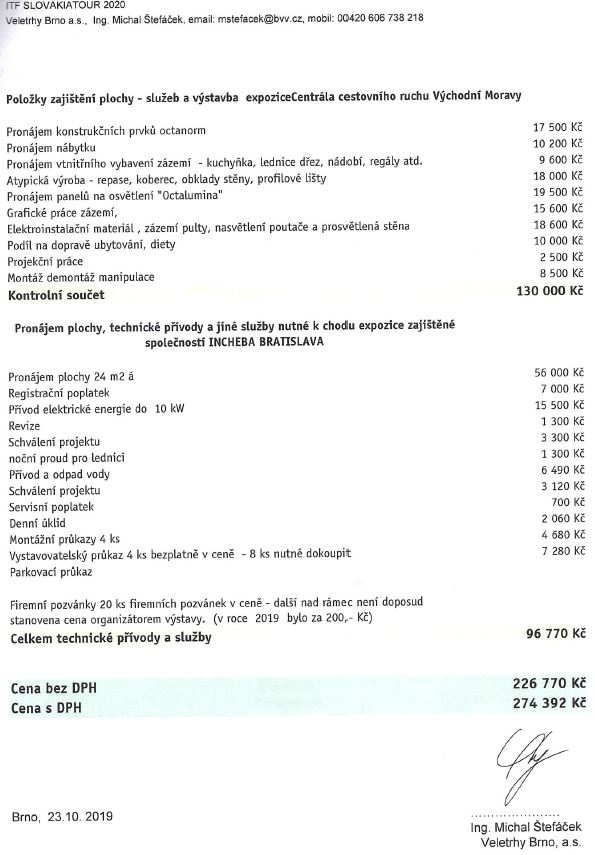 ITF SLOVAKIATOUR 2020
Veletrhy Brno a.s., Ing. Michal Štefáček, email: mstefacek@bvv.cz, mobil: 00420 606 738 218
Položky zajištění plochy - služeb a výstavba expoziceCentrála cestovního ruchu Východní Moravy
Pronájem konstrukčních prvků octanorm 17 500 Kč
Pronájem nábytku 10 200 Kč
Pronájem vtnitřního vybavení zázemí - kuchyňka, lednice dřez, nádobí, regály atd. 9 600 Kč
Atypická výroba - repase, koberec, obklady stěny, profilové lišty 18 000 Kč
Pronájem panelů na osvětlení "Octalumina" 19 500 Kč
Grafické práce zázemí, 15 600 Kč
Elektroinstalační materiál , zázemí pulty, nasvětlení poutače a prosvětlená stěna 18 600 Kč
Podíl na dopravě ubytování, diety 10 000 Kč
Projekční práce 2 500 Kč
Montáž demontáž manipulace 8 500 Kč
Kontrolní součet 130 000 Kč
Pronájem plochy, technické přívody a jiné služby nutné k chodu expozice zajištěné
společností INCHEBA BRATISLAVA
Pronájem plochy 24 m2 á 56 000 Kč
Registrační poplatek 7 000 Kč
Přívod elektrické energie do 10 kW 15 500 Kč
Revize 1 300 Kč
Schválení projektu 3 300 Kč
noční proud pro lednici 1 300 Kč
Přívod a odpad vody 6 490 Kč
Schválení projektu 3 120 Kč
Servisní poplatek 700 Kč
Denní úklid 2 060 Kč
Montážní průkazy 4 ks 4 680 Kč
Vystavovatelský průkaz 4 ks bezplatně v ceně - 8 ks nutné dokoupit 7 280 Kč
Parkovací průkaz
Firemní pozvánky 20 ks firemních pozvánek v ceně - další nad rámec není doposud
stanovena cena organizátorem výstavy. (v roce 2019 bylo za 200,- Kč)
Celkem technické přívody a služby 96 770 Kč
Cena bez DPH 226 770 Kč
Cena s DPH 274 392 Kč
Brno, 23.10. 2019
Ing. Michal Štefáček
Veletrhy Brno, a.s.